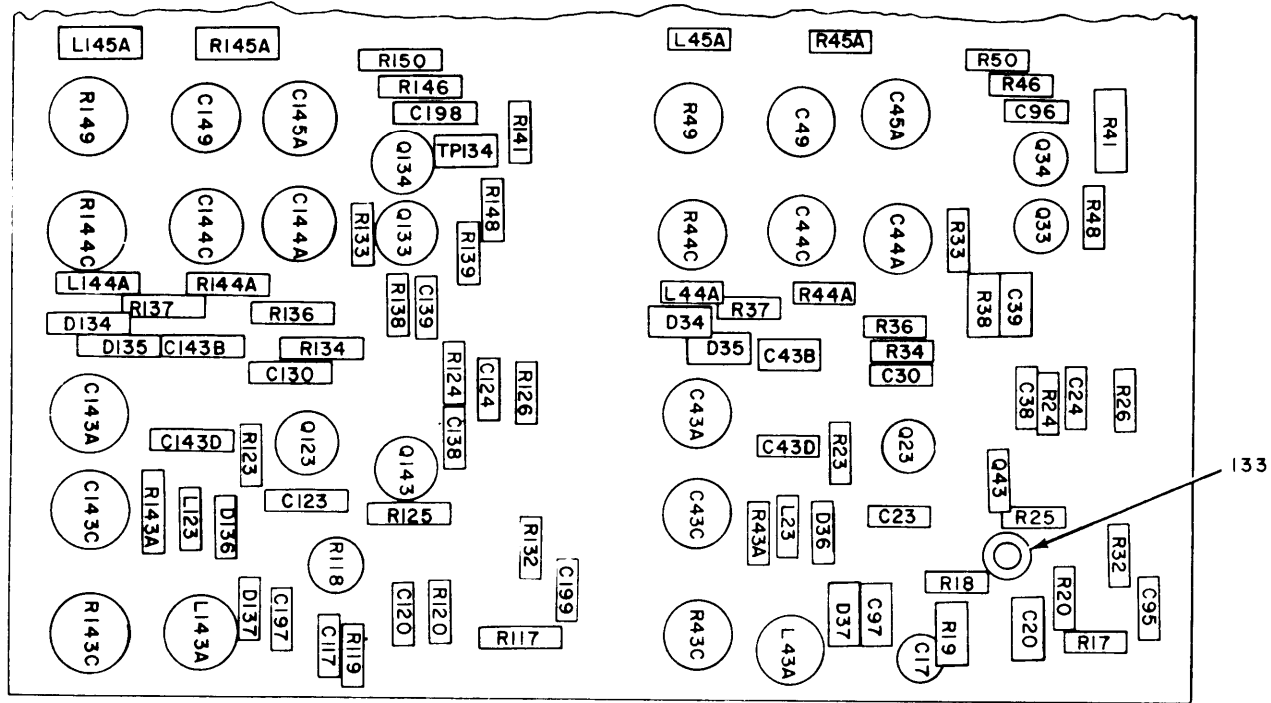 L145A R145A L45A R45A
R150 R50
R146 R46
R149 C149 C145A C198 R141 R49 C49 C45A C96 R41
Q134 TP134 Q34
R148 R48
R144C C144C C144A R133 Q133 R139 R44C C44C C44A R33 Q33
L144A R144A L44A R44A
R137 R136 R138 C139 R37 R38 C39
D134 D34 R36
D135 C143B R134 D35 C43B R34
C130 C30
R124 C124 R126 C38 R24 C24 R26
C143A C43A
C143D R123 Q123 C138 C43D R23 Q23
Q143 Q43 133
C143C R143A L123 D136 C123 R125 C43C R43A L23 D36 C23 R25
R132 R32
R118 C199 R18 R20 C95
R143C L143A D137 C197 C117 R119 C120 R120 R117 R43C L43A D37 C97 C17 R19 C20 R17